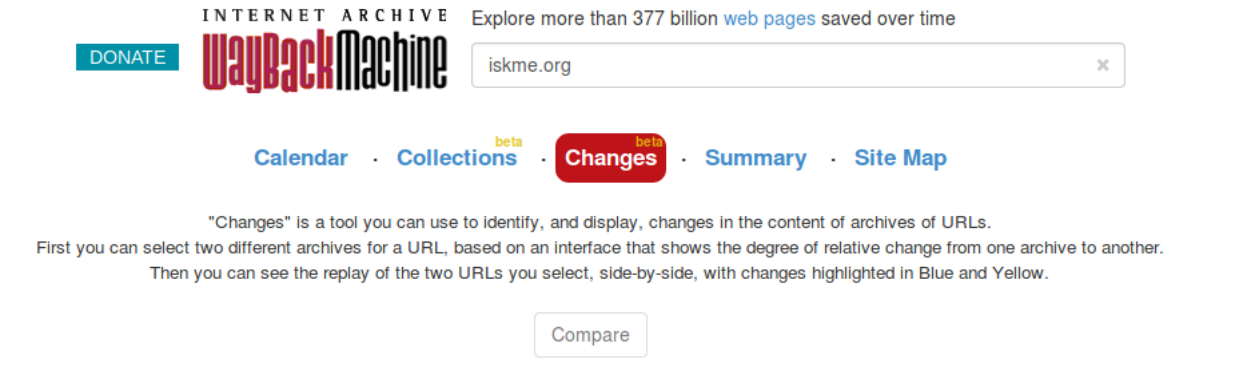 INTERNET ARCHIVE
WayBackMachine
DONATE
Explore more than 377 billion web pages saved over time
iskme.org ×
Calendar · Collections beta · Changes beta · Summary · Site Map
"Changes" is a tool you can use to identify, and display, changes in the content of archives of URLs.
First you can select two different archives for a URL, based on an interface that shows the degree of relative change from one archive to another.
Then you can see the replay of the two URLs you select, side-by-side, with changes highlighted in Blue and Yellow.
Compare